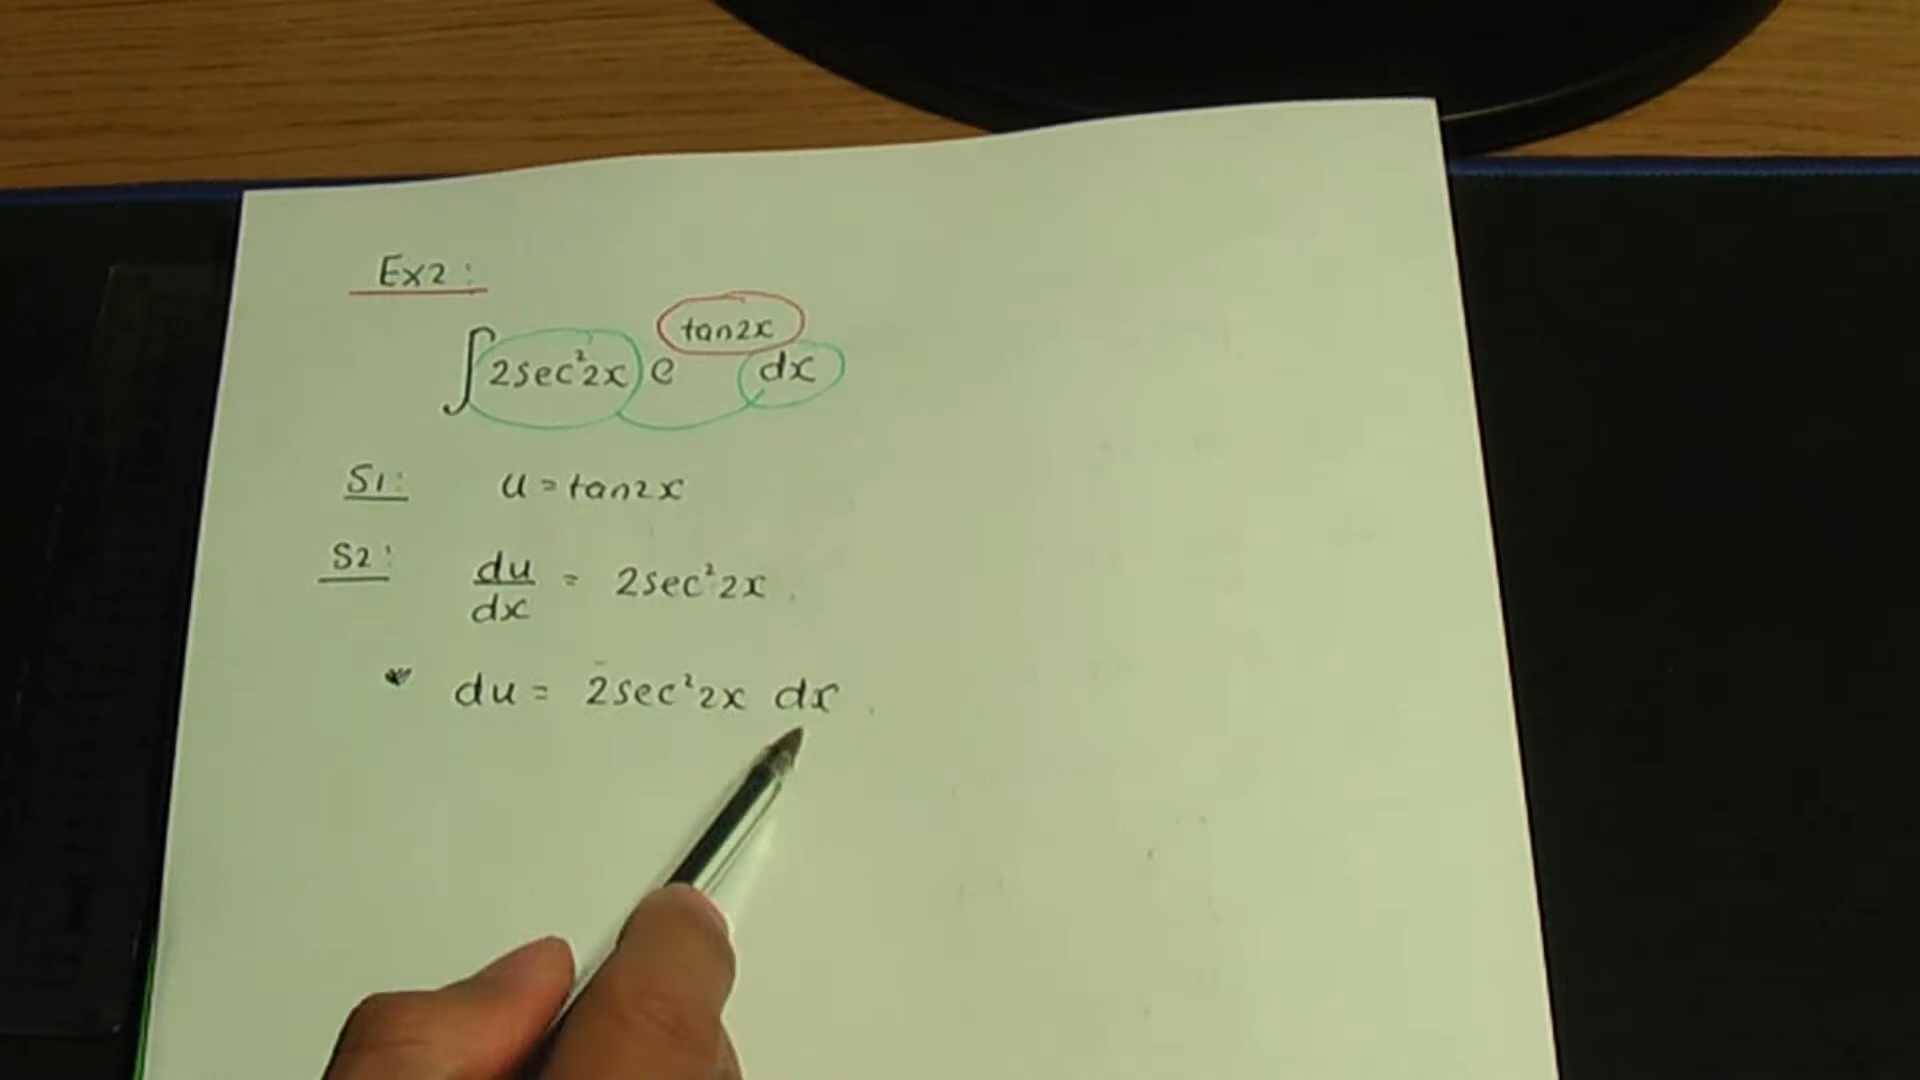 Ex2:
∫ 2sec²2x e^tan2x dx
S1: u = tan2x
S2: du/dx = 2sec²2x
* du = 2sec²2x dx